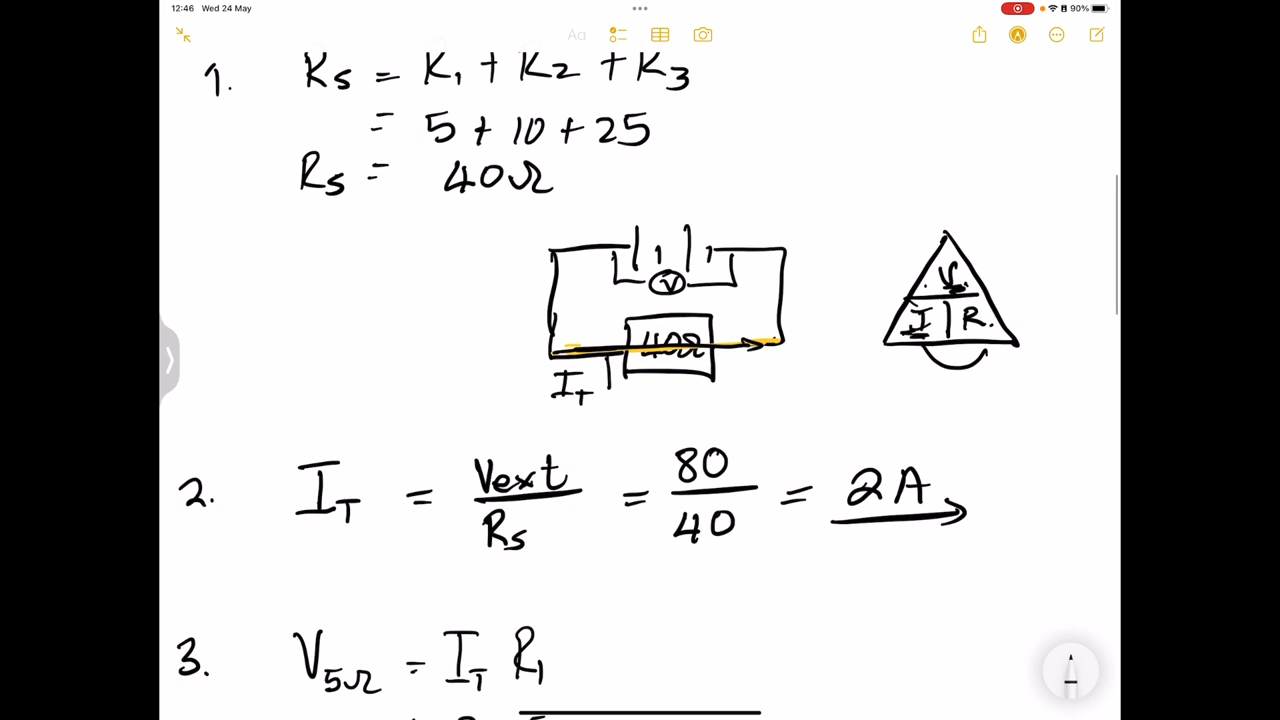 12:46 Wed 24 May
90%
Aa
1. Rs = R1 + R2 + R3
= 5 + 10 + 25
Rs = 40Ω
V
40Ω
IT
V
I R
2. IT = Vext / Rs = 80 / 40 = 2A
3. V5Ω = IT R1